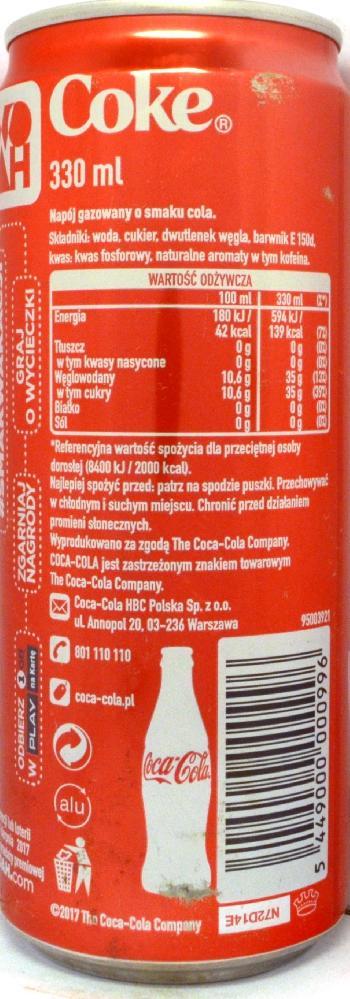 Coke®
330 ml
Napój gazowany o smaku cola.
Składniki: woda, cukier, dwutlenek węgla, barwnik E 150d,
kwas: kwas fosforowy, naturalne aromaty w tym kofeina.
WARTOŚĆ ODŻYWCZA
100 ml 330 ml (*)
Energia 180 kJ / 594 kJ /
42 kcal 139 kcal (7%)
Tłuszcz 0 g 0 g (0%)
w tym kwasy nasycone 0 g 0 g (0%)
Węglowodany 10,6 g 35 g (13%)
w tym cukry 10,6 g 35 g (39%)
Białko 0 g 0 g (0%)
Sól 0 g 0 g (0%)
*Referencyjna wartość spożycia dla przeciętnej osoby
dorosłej (8400 kJ / 2000 kcal).
Najlepiej spożyć przed: patrz na spodzie puszki. Przechowywać
w chłodnym i suchym miejscu. Chronić przed działaniem
promieni słonecznych.
Wyprodukowano za zgodą The Coca-Cola Company.
COCA-COLA jest zastrzeżonym znakiem towarowym
The Coca-Cola Company.
Coca-Cola HBC Polska Sp. z o.o.
ul. Annopol 20, 03-236 Warszawa
95003921
801 110 110
coca-cola.pl
alu
Coca-Cola
5 449000 000996
N72D14E
©2017 The Coca-Cola Company
GRAJ
O WYCIECZKI
ZGARNIAJ
NAGRODY
ODBIERZ 1 GB
W PLAY na Kartę
2017
.com